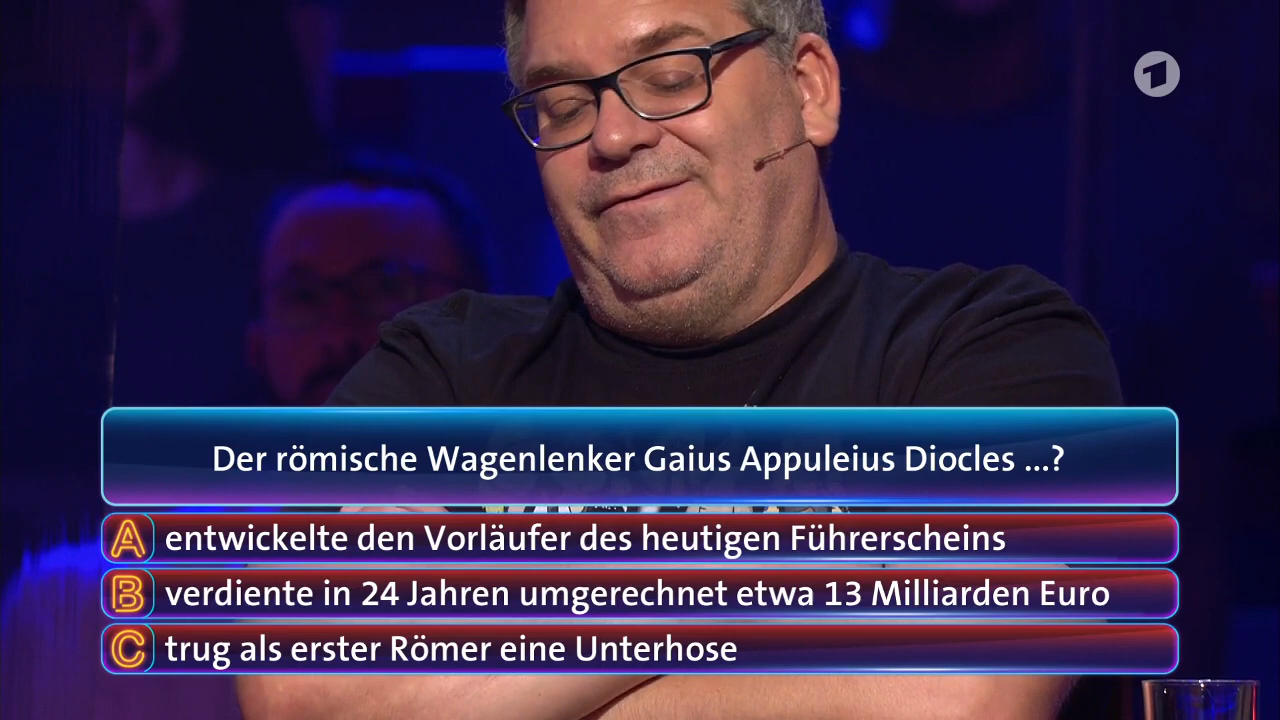 1
Der römische Wagenlenker Gaius Appuleius Diocles ...?
A entwickelte den Vorläufer des heutigen Führerscheins
B verdiente in 24 Jahren umgerechnet etwa 13 Milliarden Euro
C trug als erster Römer eine Unterhose